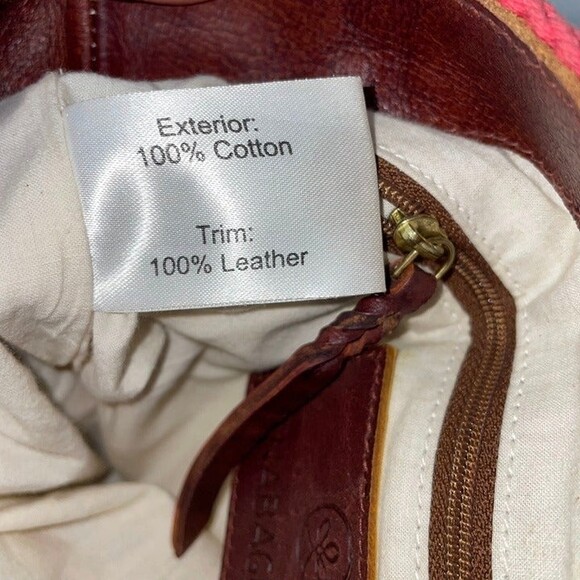 Exterior:
100% Cotton
Trim:
100% Leather